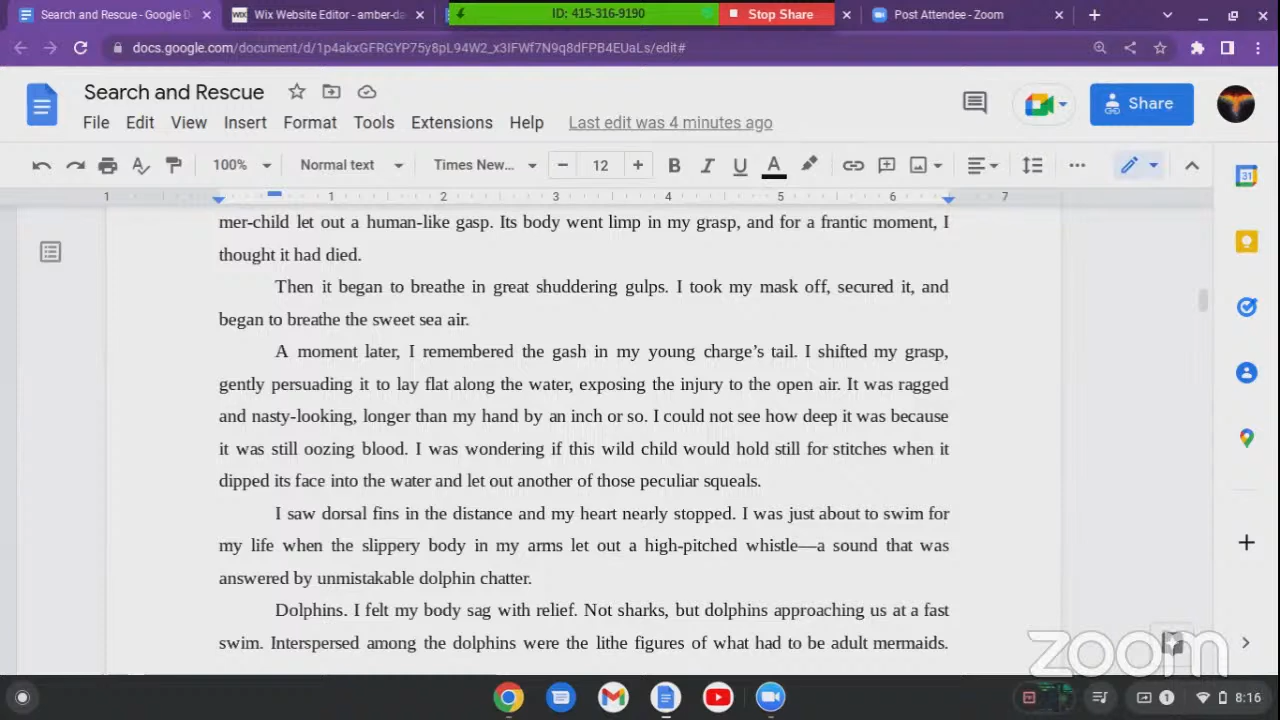 Search and Rescue - Google D
Wix Website Editor - amber-da
ID: 415-316-9190
Stop Share
Post Attendee - Zoom
docs.google.com/document/d/1p4akxGFRGYP75y8pL94W2_x3IFWf7N9q8dFPB4EUaLs/edit#
Search and Rescue
Share
File Edit View Insert Format Tools Extensions Help Last edit was 4 minutes ago
100% Normal text Times New... 12 B I U A
31
1 1 2 3 4 5 6 7
mer-child let out a human-like gasp. Its body went limp in my grasp, and for a frantic moment, I
thought it had died.
Then it began to breathe in great shuddering gulps. I took my mask off, secured it, and
began to breathe the sweet sea air.
A moment later, I remembered the gash in my young charge’s tail. I shifted my grasp,
gently persuading it to lay flat along the water, exposing the injury to the open air. It was ragged
and nasty-looking, longer than my hand by an inch or so. I could not see how deep it was because
it was still oozing blood. I was wondering if this wild child would hold still for stitches when it
dipped its face into the water and let out another of those peculiar squeals.
I saw dorsal fins in the distance and my heart nearly stopped. I was just about to swim for
my life when the slippery body in my arms let out a high-pitched whistle—a sound that was
answered by unmistakable dolphin chatter.
Dolphins. I felt my body sag with relief. Not sharks, but dolphins approaching us at a fast
swim. Interspersed among the dolphins were the lithe figures of what had to be adult mermaids.
zoom
1 8:16